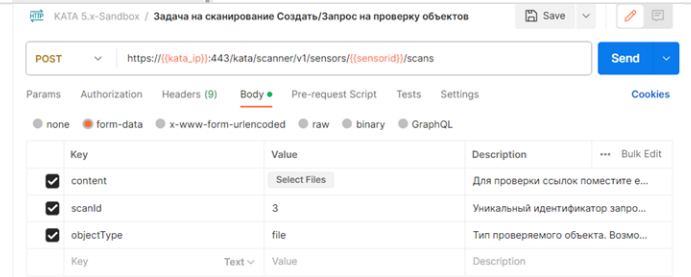 HTTP KATA 5.x-Sandbox / Задача на сканирование Создать/Запрос на проверку объектов Save
POST https://{{kata_ip}}:443/kata/scanner/v1/sensors/{{sensorid}}/scans Send
Params Authorization Headers (9) Body Pre-request Script Tests Settings Cookies
none form-data x-www-form-urlencoded raw binary GraphQL
Key Value Description ••• Bulk Edit
content Select Files Для проверки ссылок поместите е...
scanId 3 Уникальный идентификатор запро...
objectType file Тип проверяемого объекта. Возмо...
Key Text Value Description